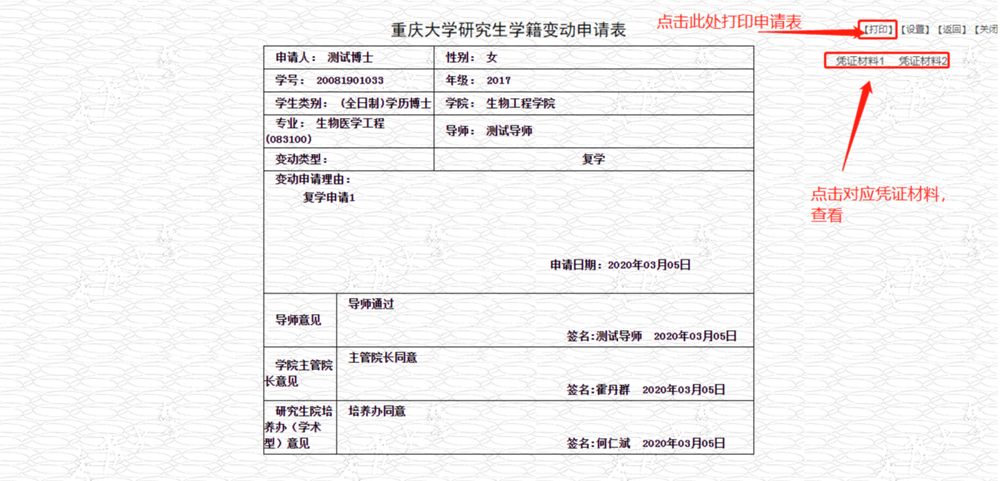 点击此处打印申请表
重庆大学研究生学籍变动申请表
【打印】【设置】【返回】【关闭
凭证材料1 凭证材料2
申请人： 测试博士 性别： 女
学号： 20081901033 年级： 2017
学生类别： (全日制)学历博士 学院： 生物工程学院
专业： 生物医学工程
(083100)
导师： 测试导师
变动类型： 复学
变动申请理由：
复学申请1
点击对应凭证材料，
查看
申请日期：2020年03月05日
导师意见
导师通过
签名:测试导师 2020年03月05日
学院主管院
长意见
主管院长同意
签名:霍丹群 2020年03月05日
研究生院培
养办（学术
型）意见
培养办同意
签名:何仁斌 2020年03月05日